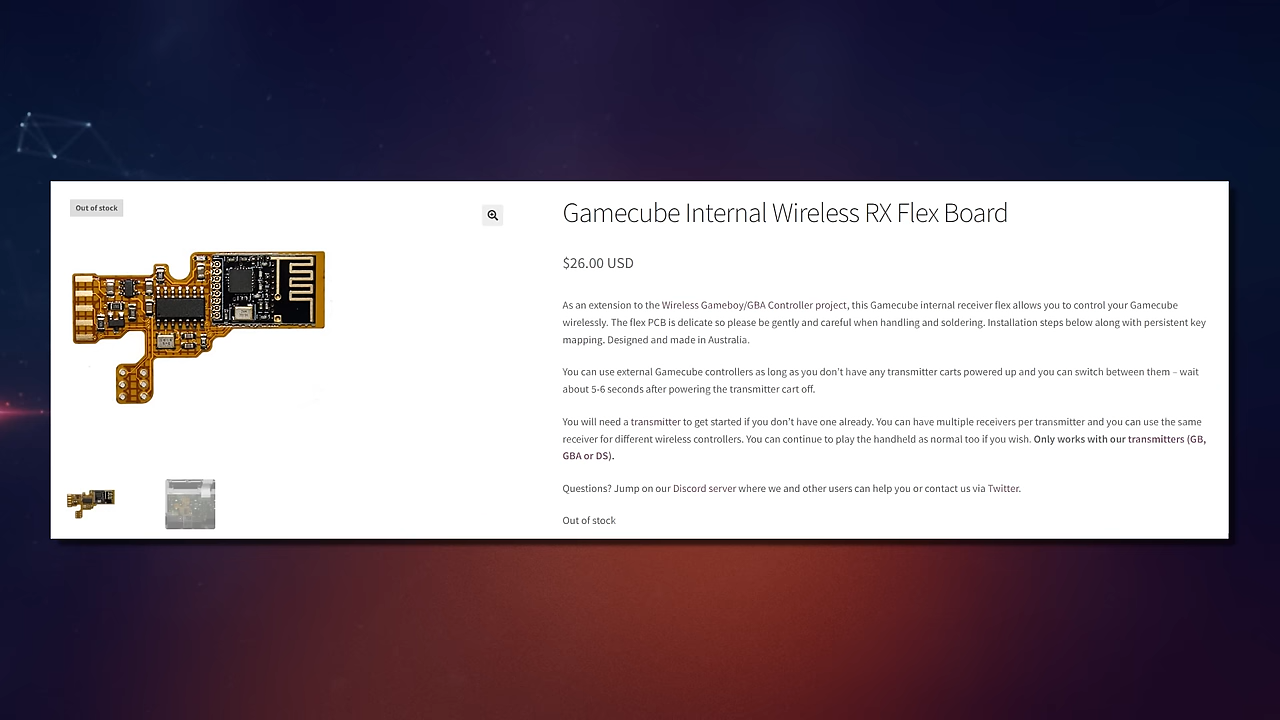 Out of stock
Gamecube Internal Wireless RX Flex Board
$26.00 USD
As an extension to the Wireless Gameboy/GBA Controller project, this Gamecube internal receiver flex allows you to control your Gamecube
wirelessly. The flex PCB is delicate so please be gently and careful when handling and soldering. Installation steps below along with persistent key
mapping. Designed and made in Australia.
You can use external Gamecube controllers as long as you don't have any transmitter carts powered up and you can switch between them – wait
about 5-6 seconds after powering the transmitter cart off.
You will need a transmitter to get started if you don't have one already. You can have multiple receivers per transmitter and you can use the same
receiver for different wireless controllers. You can continue to play the handheld as normal too if you wish. Only works with our transmitters (GB,
GBA or DS).
Questions? Jump on our Discord server where we and other users can help you or contact us via Twitter.
Out of stock